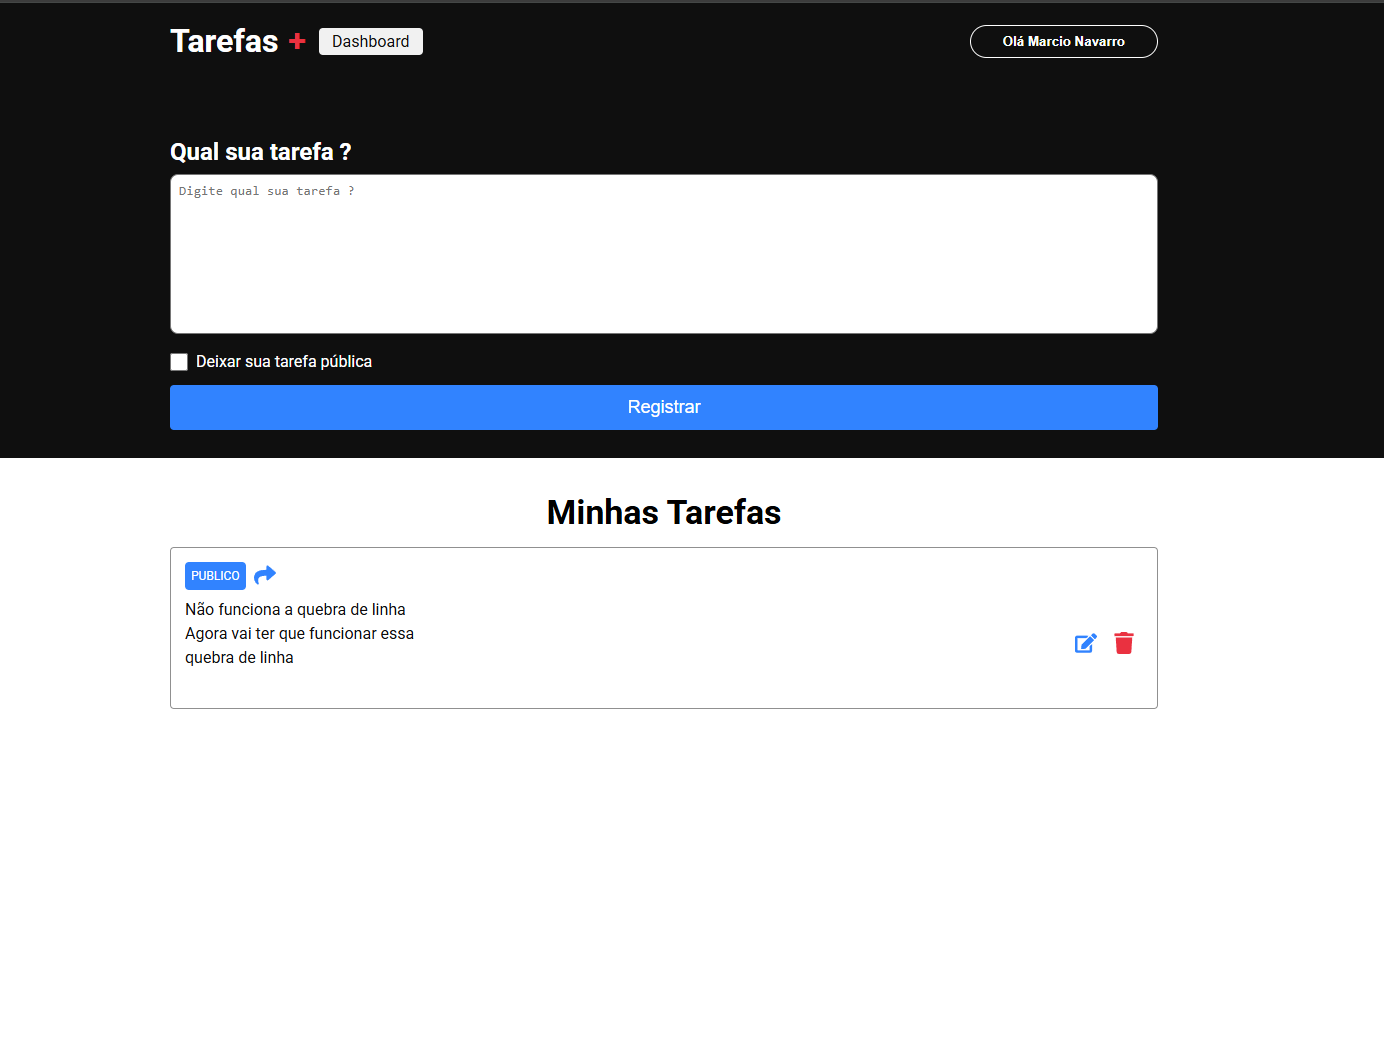 Tarefas + Dashboard
Olá Marcio Navarro
Qual sua tarefa ?
Digite qual sua tarefa ?
Deixar sua tarefa pública
Registrar
Minhas Tarefas
PUBLICO
Não funciona a quebra de linha
Agora vai ter que funcionar essa
quebra de linha